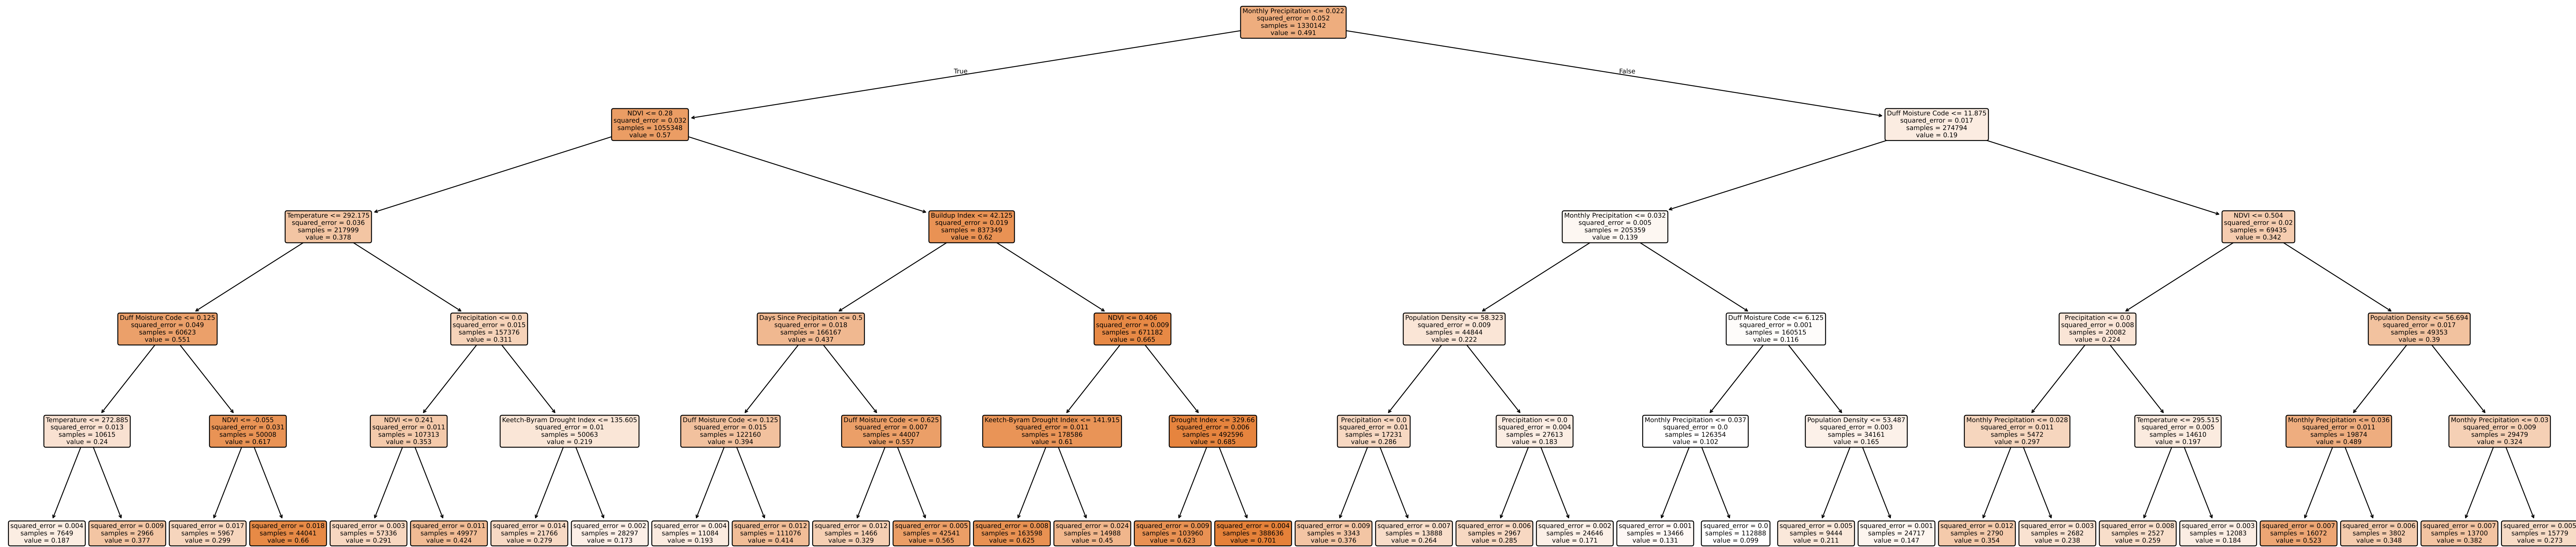 Monthly Precipitation <= 0.022
squared_error = 0.052
samples = 1330142
value = 0.491
True
False
NDVI <= 0.28
squared_error = 0.032
samples = 1055348
value = 0.57
Duff Moisture Code <= 11.875
squared_error = 0.017
samples = 274794
value = 0.19
Temperature <= 292.175
squared_error = 0.036
samples = 217999
value = 0.378
Buildup Index <= 42.125
squared_error = 0.019
samples = 837349
value = 0.62
Monthly Precipitation <= 0.032
squared_error = 0.005
samples = 205359
value = 0.139
NDVI <= 0.504
squared_error = 0.02
samples = 69435
value = 0.342
Duff Moisture Code <= 0.125
squared_error = 0.049
samples = 60623
value = 0.551
Precipitation <= 0.0
squared_error = 0.015
samples = 157376
value = 0.311
Days Since Precipitation <= 0.5
squared_error = 0.018
samples = 166167
value = 0.437
NDVI <= 0.406
squared_error = 0.009
samples = 671182
value = 0.665
Population Density <= 58.323
squared_error = 0.009
samples = 44844
value = 0.222
Duff Moisture Code <= 6.125
squared_error = 0.001
samples = 160515
value = 0.116
Precipitation <= 0.0
squared_error = 0.008
samples = 20082
value = 0.224
Population Density <= 56.694
squared_error = 0.017
samples = 49353
value = 0.39
Temperature <= 272.885
squared_error = 0.013
samples = 10615
value = 0.24
NDVI <= -0.055
squared_error = 0.031
samples = 50008
value = 0.617
NDVI <= 0.241
squared_error = 0.011
samples = 107313
value = 0.353
Keetch-Byram Drought Index <= 135.605
squared_error = 0.01
samples = 50063
value = 0.219
Duff Moisture Code <= 0.125
squared_error = 0.015
samples = 122160
value = 0.394
Duff Moisture Code <= 0.625
squared_error = 0.007
samples = 44007
value = 0.557
Keetch-Byram Drought Index <= 141.915
squared_error = 0.011
samples = 178586
value = 0.61
Drought Index <= 329.66
squared_error = 0.006
samples = 492596
value = 0.685
Precipitation <= 0.0
squared_error = 0.01
samples = 17231
value = 0.286
Precipitation <= 0.0
squared_error = 0.004
samples = 27613
value = 0.183
Monthly Precipitation <= 0.037
squared_error = 0.0
samples = 126354
value = 0.102
Population Density <= 53.487
squared_error = 0.003
samples = 34161
value = 0.165
Monthly Precipitation <= 0.028
squared_error = 0.011
samples = 5472
value = 0.297
Temperature <= 295.515
squared_error = 0.005
samples = 14610
value = 0.197
Monthly Precipitation <= 0.036
squared_error = 0.011
samples = 19874
value = 0.489
Monthly Precipitation <= 0.03
squared_error = 0.009
samples = 29479
value = 0.324
squared_error = 0.004
samples = 7649
value = 0.187
squared_error = 0.009
samples = 2966
value = 0.377
squared_error = 0.017
samples = 5967
value = 0.299
squared_error = 0.018
samples = 44041
value = 0.66
squared_error = 0.003
samples = 57336
value = 0.291
squared_error = 0.011
samples = 49977
value = 0.424
squared_error = 0.014
samples = 21766
value = 0.279
squared_error = 0.002
samples = 28297
value = 0.173
squared_error = 0.004
samples = 11084
value = 0.193
squared_error = 0.012
samples = 111076
value = 0.414
squared_error = 0.012
samples = 1466
value = 0.329
squared_error = 0.005
samples = 42541
value = 0.565
squared_error = 0.008
samples = 163598
value = 0.625
squared_error = 0.024
samples = 14988
value = 0.45
squared_error = 0.009
samples = 103960
value = 0.623
squared_error = 0.004
samples = 388636
value = 0.701
squared_error = 0.009
samples = 3343
value = 0.376
squared_error = 0.007
samples = 13888
value = 0.264
squared_error = 0.006
samples = 2967
value = 0.285
squared_error = 0.002
samples = 24646
value = 0.171
squared_error = 0.001
samples = 13466
value = 0.131
squared_error = 0.0
samples = 112888
value = 0.099
squared_error = 0.005
samples = 9444
value = 0.211
squared_error = 0.001
samples = 24717
value = 0.147
squared_error = 0.012
samples = 2790
value = 0.354
squared_error = 0.003
samples = 2682
value = 0.238
squared_error = 0.008
samples = 2527
value = 0.259
squared_error = 0.003
samples = 12083
value = 0.184
squared_error = 0.007
samples = 16072
value = 0.523
squared_error = 0.006
samples = 3802
value = 0.348
squared_error = 0.007
samples = 13700
value = 0.382
squared_error = 0.005
samples = 15779
value = 0.273